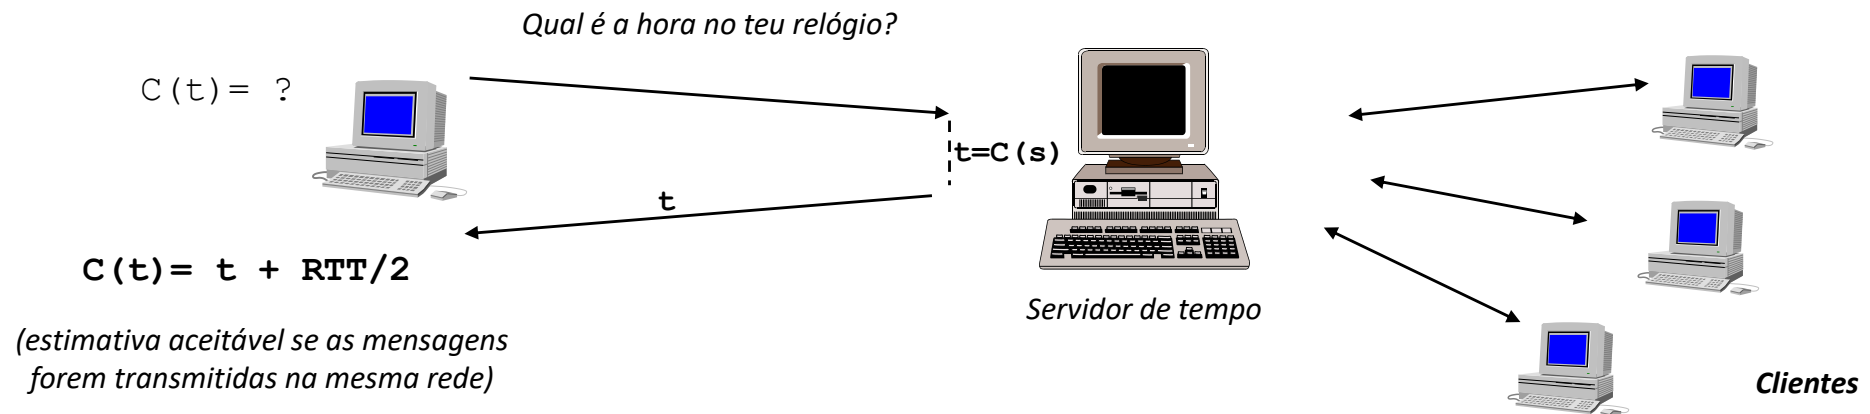 Qual é a hora no teu relógio?
C(t)= ?
t=C(s)
t
C(t)= t + RTT/2
Servidor de tempo
(estimativa aceitável se as mensagens
forem transmitidas na mesma rede)
Clientes